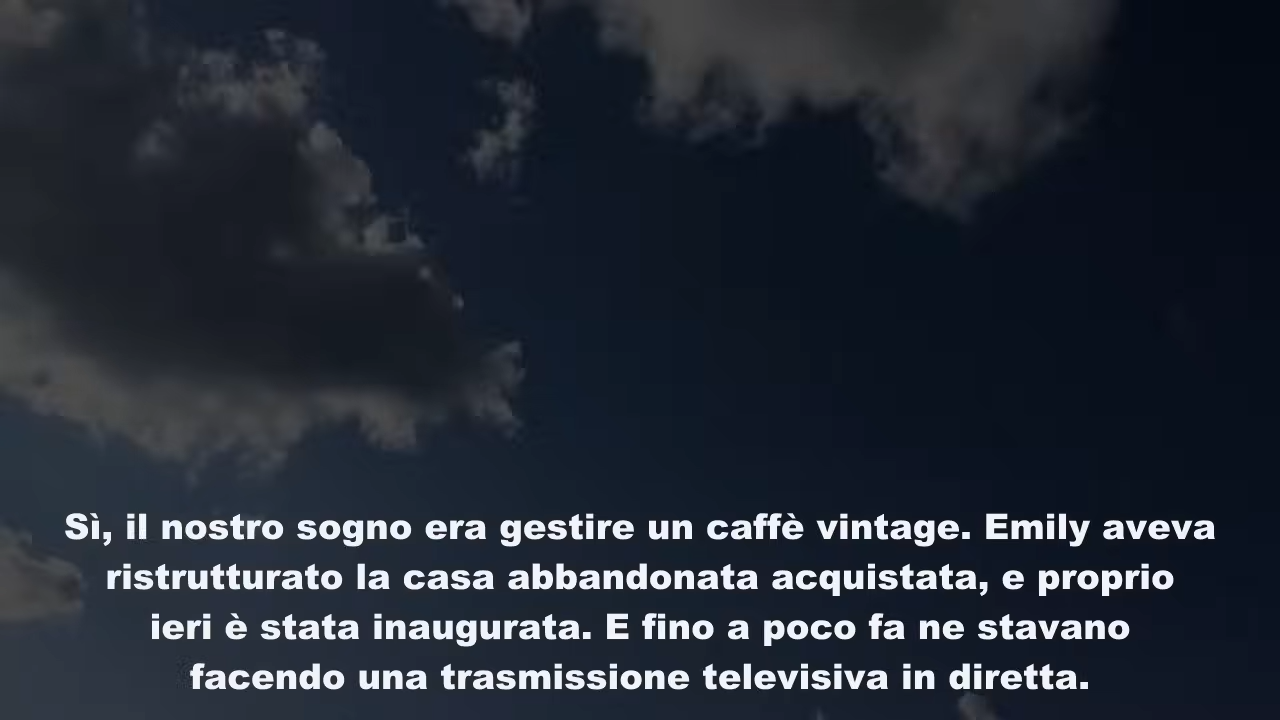 Sì, il nostro sogno era gestire un caffè vintage. Emily aveva
ristrutturato la casa abbandonata acquistata, e proprio
ieri è stata inaugurata. E fino a poco fa ne stavano
facendo una trasmissione televisiva in diretta.